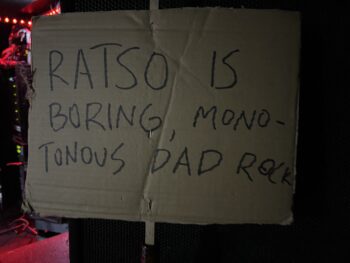 RATSO IS
BORING, MONO-
TONOUS DAD ROCK